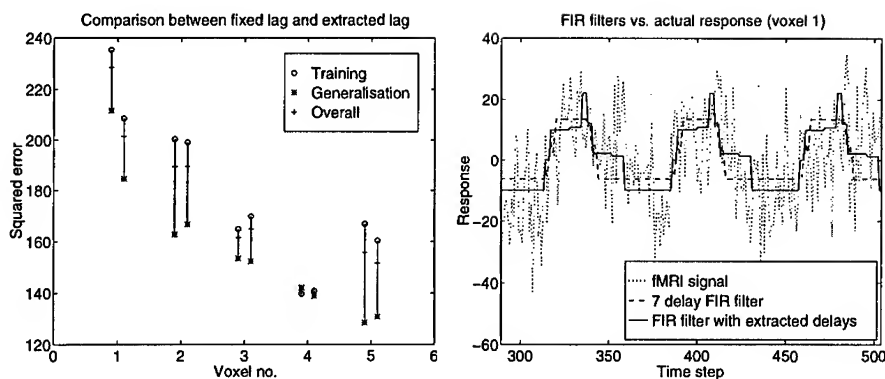 Comparison between fixed lag and extracted lag
240
220
200
180
160
140
120
Squared error
Training
Generalisation
Overall
0
1
2
3
4
5
6
Voxel no.
FIR filters vs. actual response (voxel 1)
40
20
0
−20
−40
−60
Response
fMRI signal
7 delay FIR filter
FIR filter with extracted delays
300
350
400
450
500
Time step